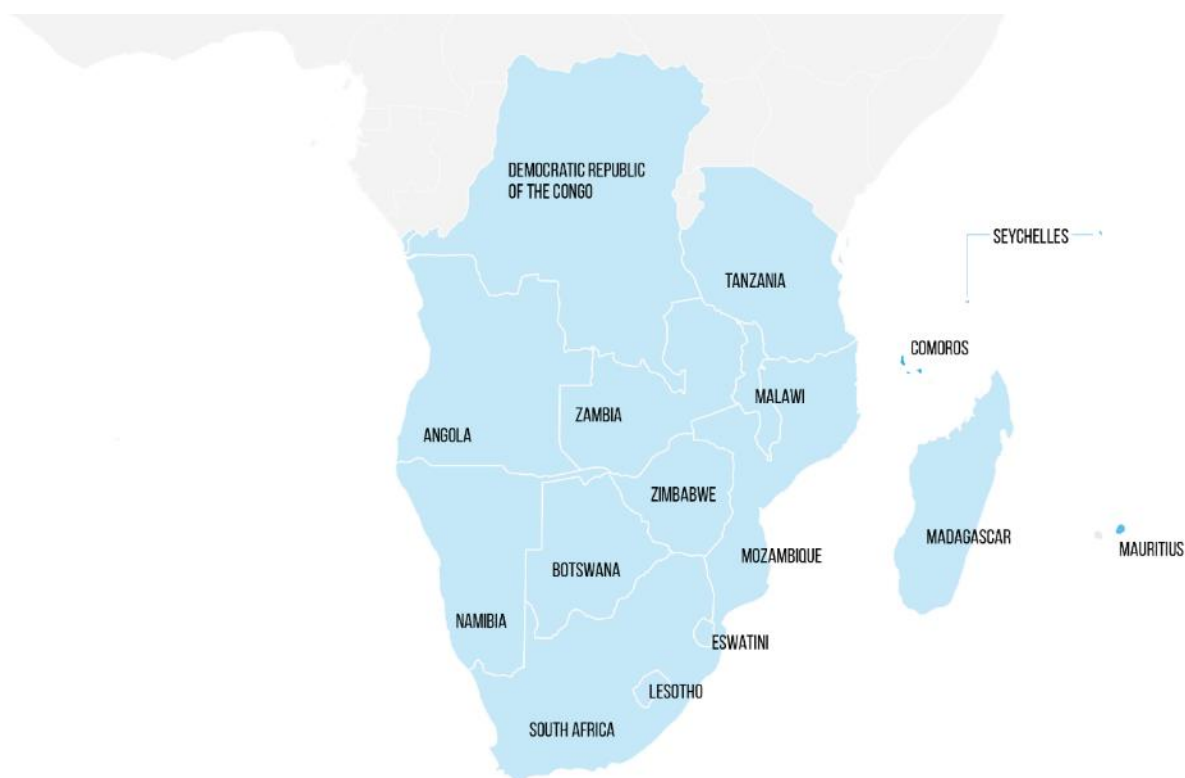 DEMOCRATIC REPUBLIC
OF THE CONGO
SEYCHELLES
TANZANIA
COMOROS
MALAWI
ZAMBIA
ANGOLA
ZIMBABWE
MADAGASCAR
MAURITIUS
MOZAMBIQUE
BOTSWANA
NAMIBIA
ESWATINI
LESOTHO
SOUTH AFRICA